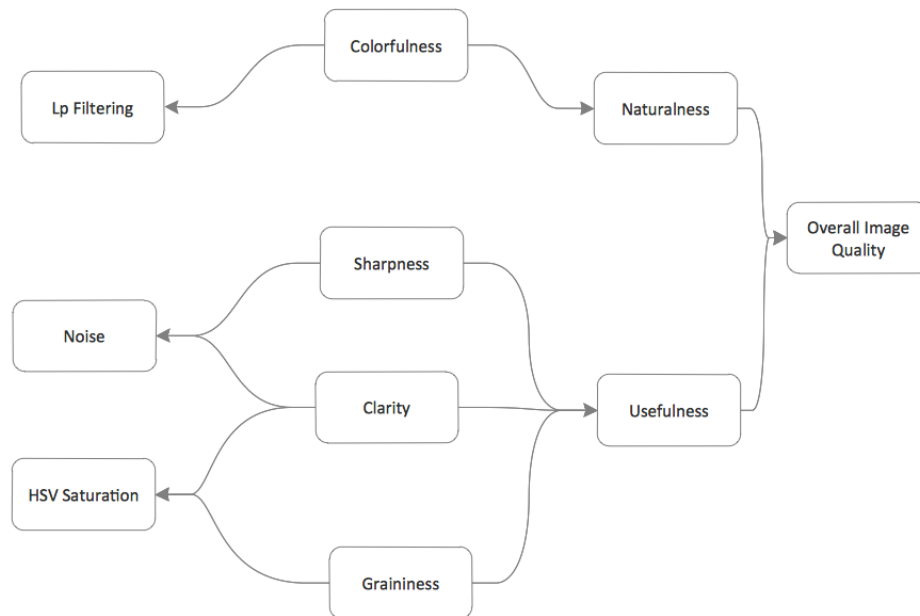 Colorfulness
Lp Filtering
Naturalness
Overall Image
Quality
Sharpness
Noise
Clarity
Usefulness
HSV Saturation
Graininess